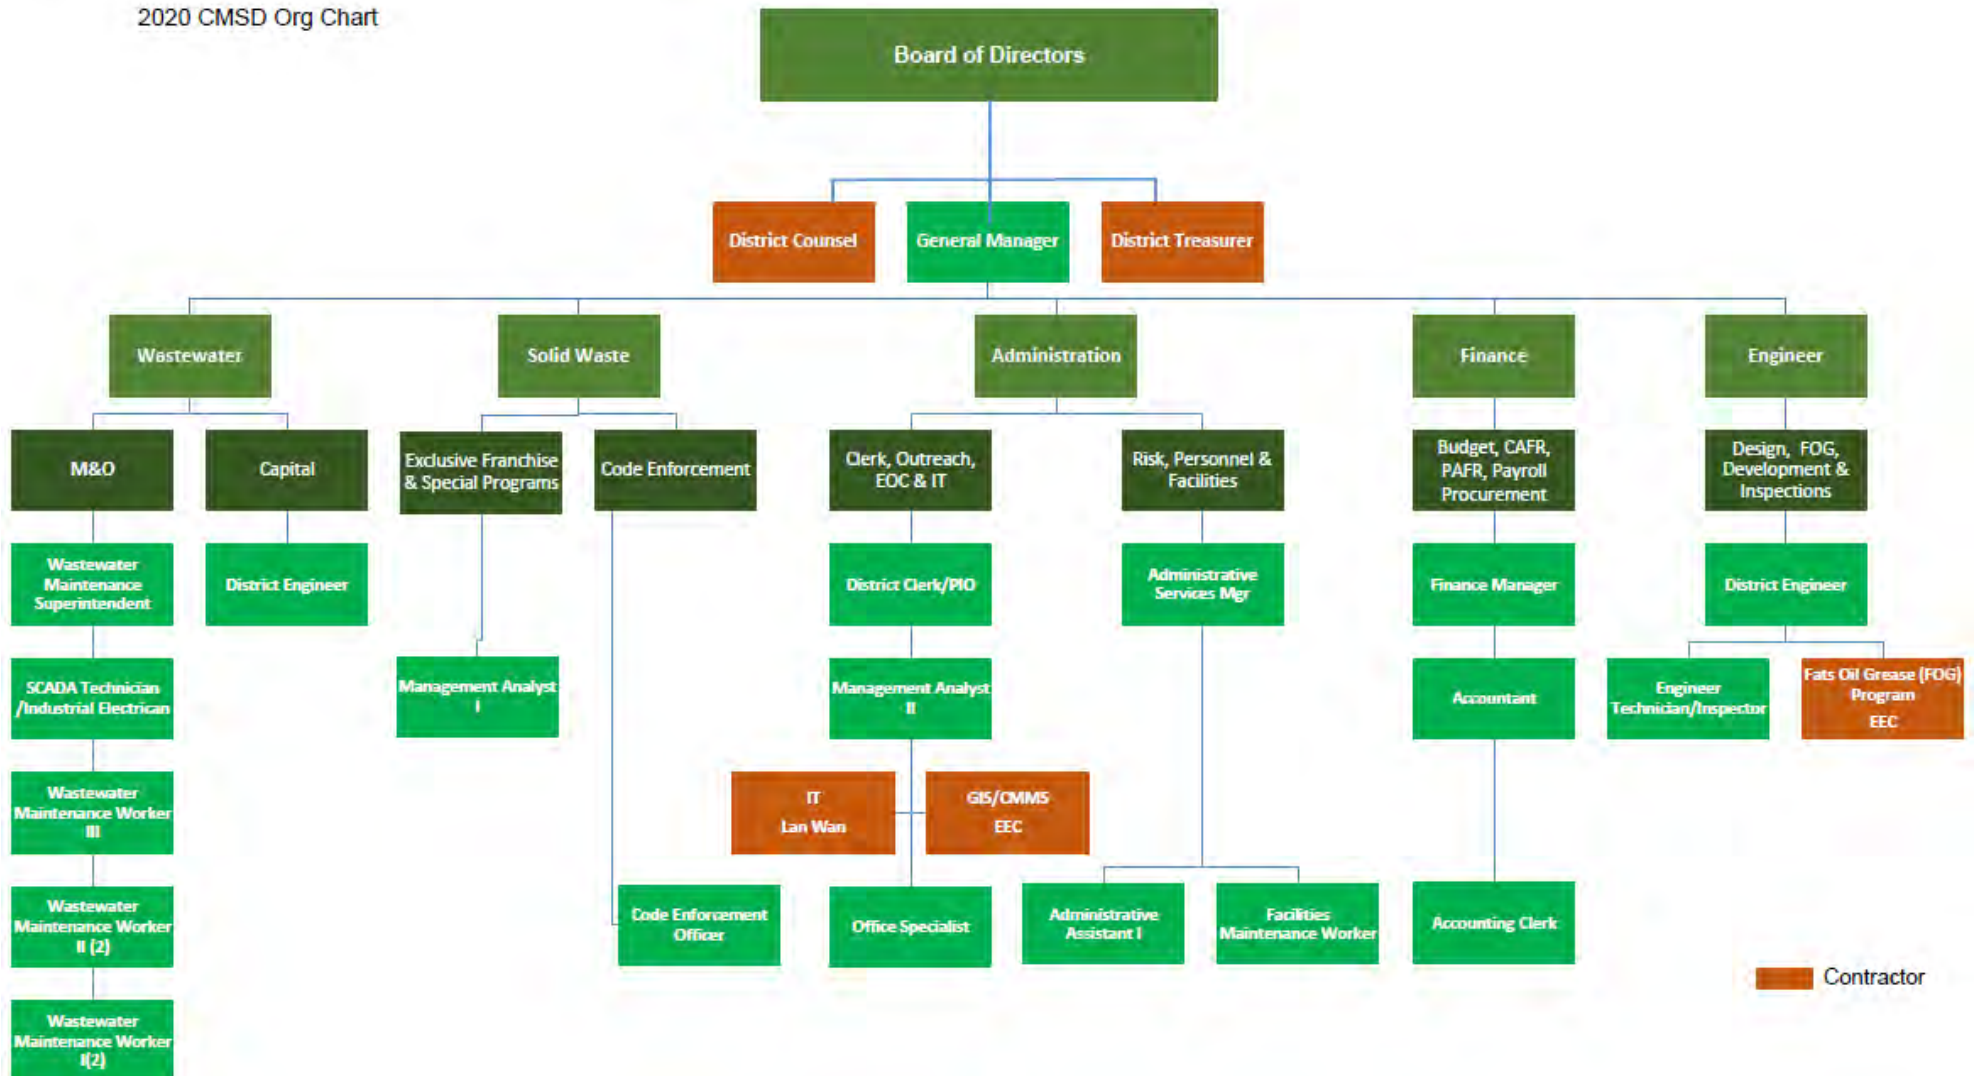 2020 CMSD Org Chart
Board of Directors
District Counsel
General Manager
District Treasurer
Wastewater
Solid Waste
Administration
Finance
Engineer
M&O
Capital
Exclusive Franchise
& Special Programs
Code Enforcement
Clerk, Outreach,
EOC & IT
Risk, Personnel &
Facilities
Budget, CAFR,
PAFR, Payroll
Procurement
Design, FOG,
Development &
Inspections
Wastewater
Maintenance
Superintendent
District Engineer
District Clerk/PIO
Administrative
Services Mgr
Finance Manager
District Engineer
SCADA Technician
/Industrial Electrican
Management Analyst
I
Management Analyst
II
Accountant
Engineer
Technician/Inspector
Fats Oil Grease (FOG)
Program
EEC
Wastewater
Maintenance Worker
III
IT
Lan Wan
GIS/CMMS
EEC
Wastewater
Maintenance Worker
II (2)
Code Enforcement
Officer
Office Specialist
Administrative
Assistant I
Facilities
Maintenance Worker
Accounting Clerk
Contractor
Wastewater
Maintenance Worker
I(2)